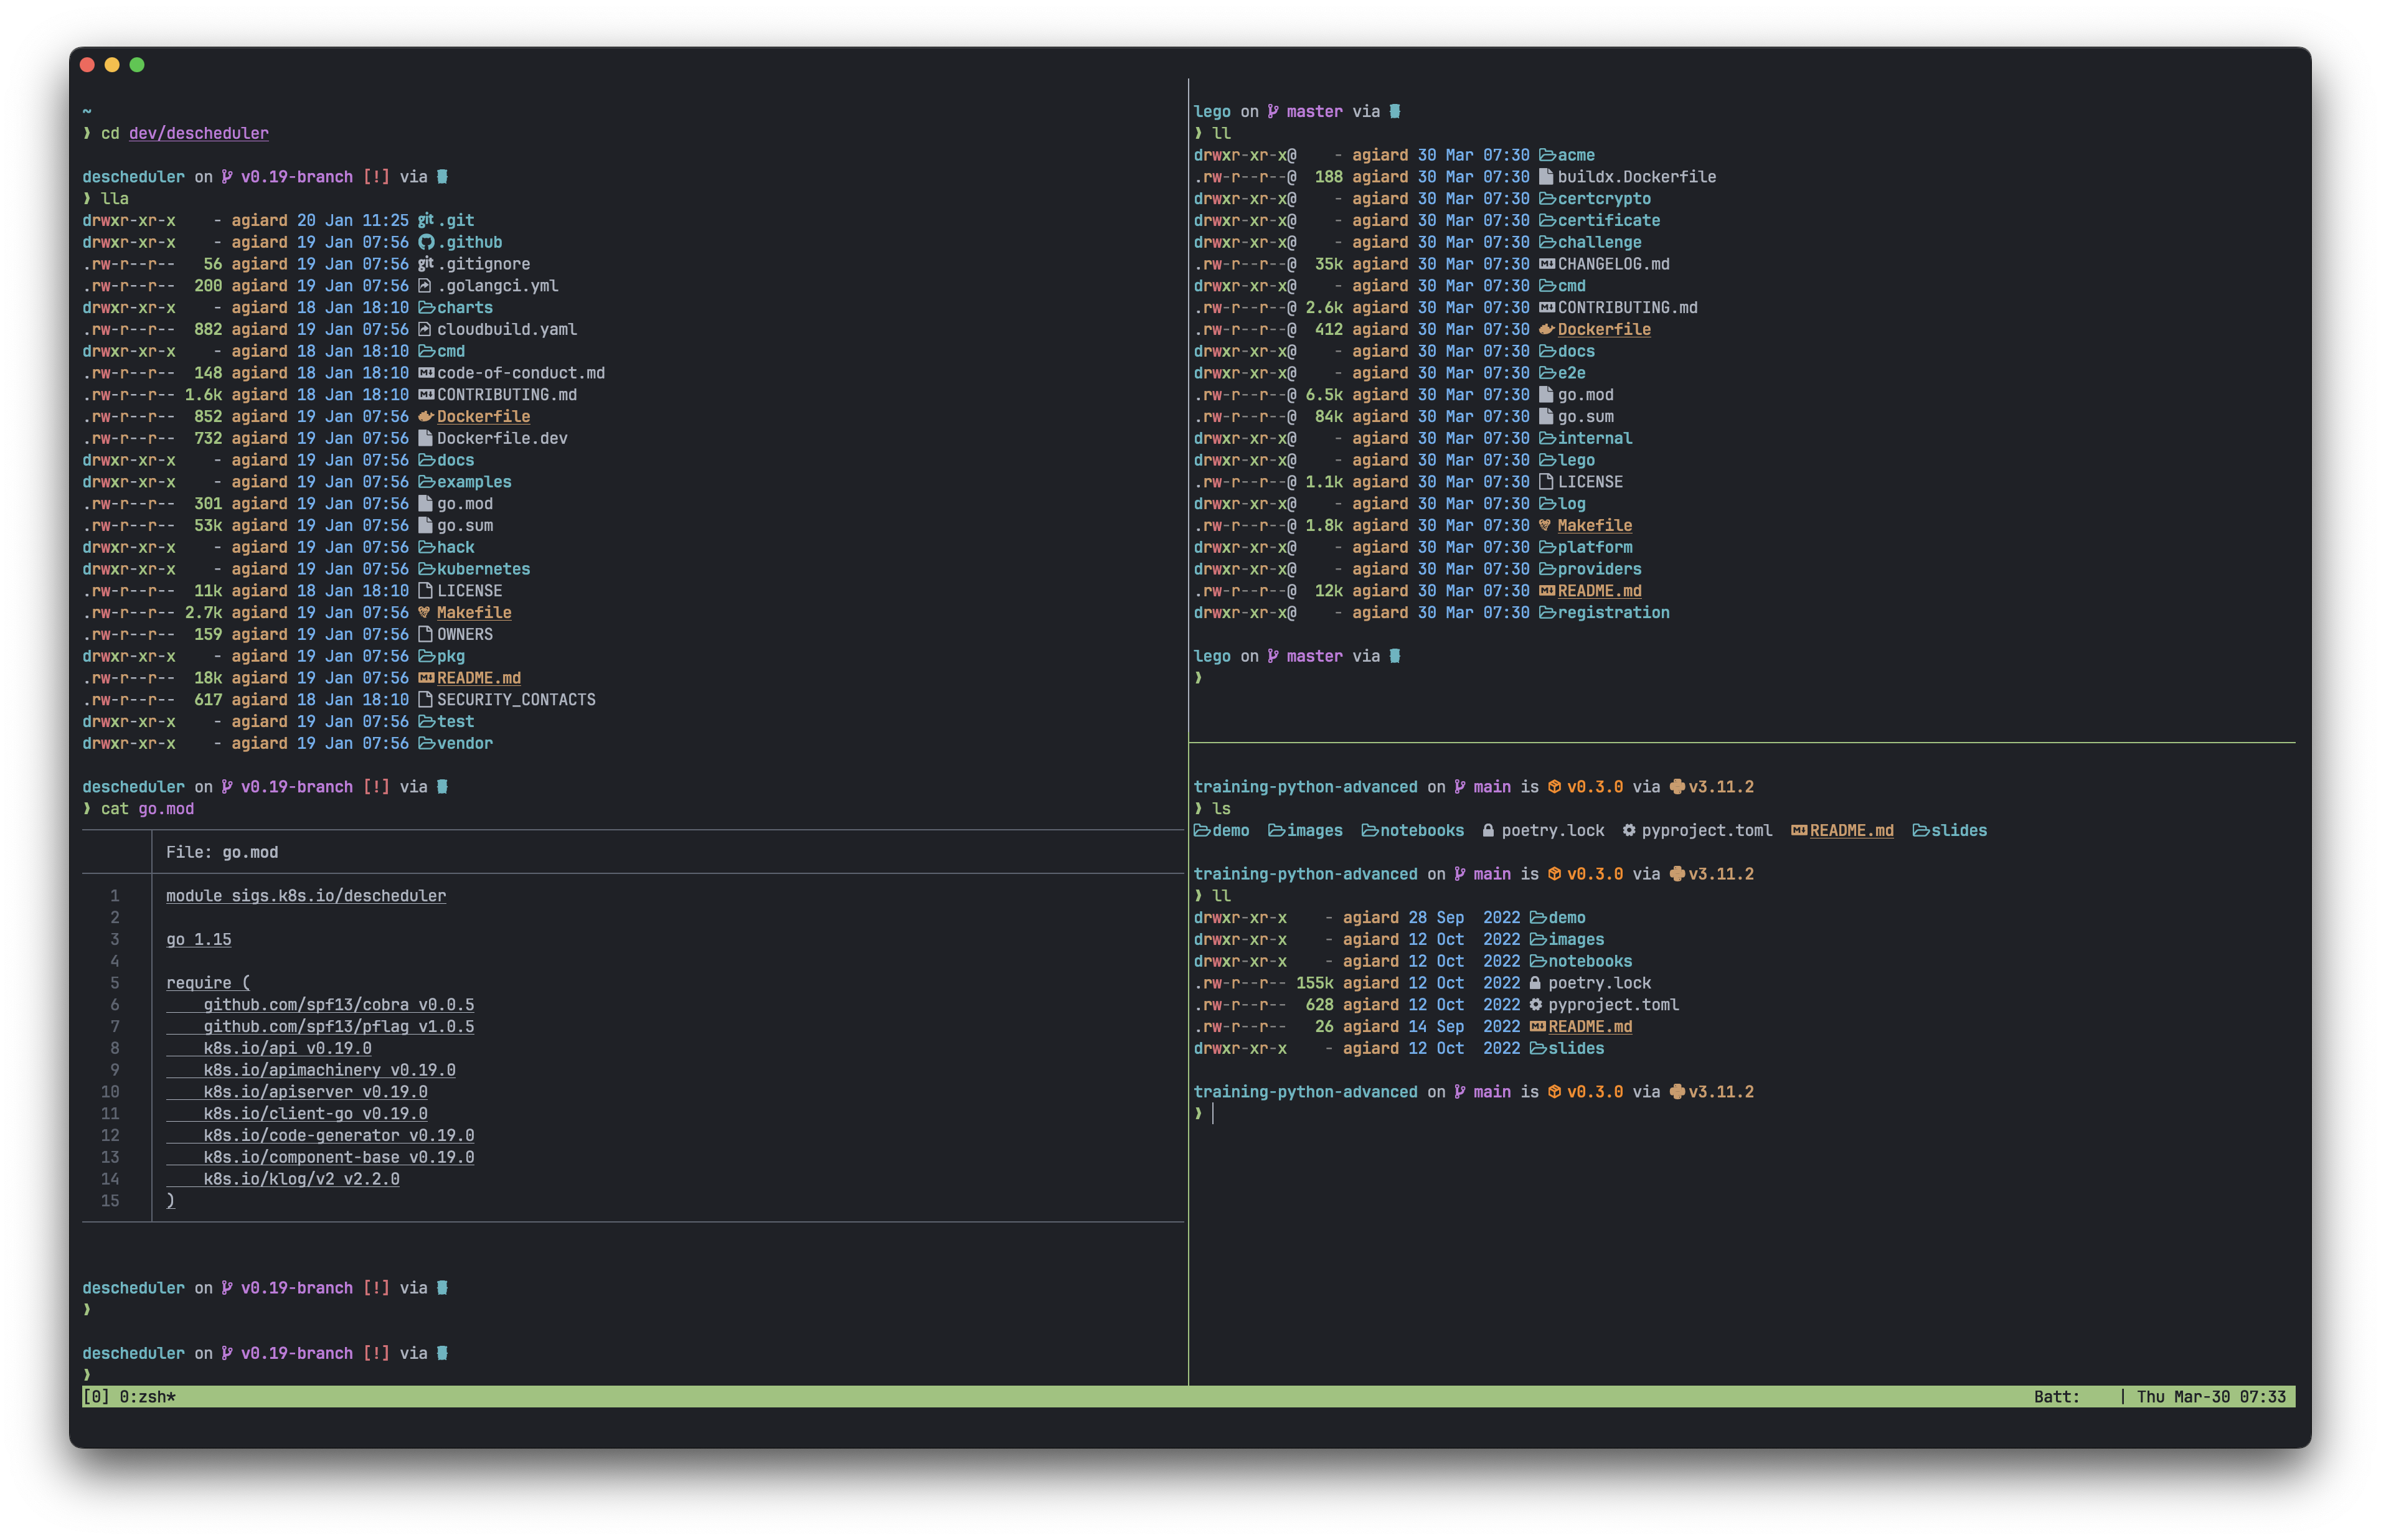 ~
❱ cd dev/descheduler

descheduler on v0.19-branch [!] via
❱ lla
drwxr-xr-x    - agiard 20 Jan 11:25 .git
drwxr-xr-x    - agiard 19 Jan 07:56 .github
.rw-r--r--   56 agiard 19 Jan 07:56 .gitignore
.rw-r--r--  200 agiard 19 Jan 07:56 .golangci.yml
drwxr-xr-x    - agiard 18 Jan 18:10 charts
.rw-r--r--  882 agiard 19 Jan 07:56 cloudbuild.yaml
drwxr-xr-x    - agiard 18 Jan 18:10 cmd
.rw-r--r--  148 agiard 18 Jan 18:10 code-of-conduct.md
.rw-r--r-- 1.6k agiard 18 Jan 18:10 CONTRIBUTING.md
.rw-r--r--  852 agiard 19 Jan 07:56 Dockerfile
.rw-r--r--  732 agiard 19 Jan 07:56 Dockerfile.dev
drwxr-xr-x    - agiard 19 Jan 07:56 docs
drwxr-xr-x    - agiard 19 Jan 07:56 examples
.rw-r--r--  301 agiard 19 Jan 07:56 go.mod
.rw-r--r--  53k agiard 19 Jan 07:56 go.sum
drwxr-xr-x    - agiard 19 Jan 07:56 hack
drwxr-xr-x    - agiard 19 Jan 07:56 kubernetes
.rw-r--r--  11k agiard 18 Jan 18:10 LICENSE
.rw-r--r-- 2.7k agiard 19 Jan 07:56 Makefile
.rw-r--r--  159 agiard 19 Jan 07:56 OWNERS
drwxr-xr-x    - agiard 19 Jan 07:56 pkg
.rw-r--r--  18k agiard 19 Jan 07:56 README.md
.rw-r--r--  617 agiard 18 Jan 18:10 SECURITY_CONTACTS
drwxr-xr-x    - agiard 19 Jan 07:56 test
drwxr-xr-x    - agiard 19 Jan 07:56 vendor

descheduler on v0.19-branch [!] via
❱ cat go.mod
File: go.mod
1 module sigs.k8s.io/descheduler
2
3 go 1.15
4
5 require (
6     github.com/spf13/cobra v0.0.5
7     github.com/spf13/pflag v1.0.5
8     k8s.io/api v0.19.0
9     k8s.io/apimachinery v0.19.0
10     k8s.io/apiserver v0.19.0
11     k8s.io/client-go v0.19.0
12     k8s.io/code-generator v0.19.0
13     k8s.io/component-base v0.19.0
14     k8s.io/klog/v2 v2.2.0
15 )

descheduler on v0.19-branch [!] via
❱

descheduler on v0.19-branch [!] via
❱

lego on master via
❱ ll
drwxr-xr-x@    - agiard 30 Mar 07:30 acme
.rw-r--r--@  188 agiard 30 Mar 07:30 buildx.Dockerfile
drwxr-xr-x@    - agiard 30 Mar 07:30 certcrypto
drwxr-xr-x@    - agiard 30 Mar 07:30 certificate
drwxr-xr-x@    - agiard 30 Mar 07:30 challenge
.rw-r--r--@  35k agiard 30 Mar 07:30 CHANGELOG.md
drwxr-xr-x@    - agiard 30 Mar 07:30 cmd
.rw-r--r--@ 2.6k agiard 30 Mar 07:30 CONTRIBUTING.md
.rw-r--r--@  412 agiard 30 Mar 07:30 Dockerfile
drwxr-xr-x@    - agiard 30 Mar 07:30 docs
drwxr-xr-x@    - agiard 30 Mar 07:30 e2e
.rw-r--r--@ 6.5k agiard 30 Mar 07:30 go.mod
.rw-r--r--@  84k agiard 30 Mar 07:30 go.sum
drwxr-xr-x@    - agiard 30 Mar 07:30 internal
drwxr-xr-x@    - agiard 30 Mar 07:30 lego
.rw-r--r--@ 1.1k agiard 30 Mar 07:30 LICENSE
drwxr-xr-x@    - agiard 30 Mar 07:30 log
.rw-r--r--@ 1.8k agiard 30 Mar 07:30 Makefile
drwxr-xr-x@    - agiard 30 Mar 07:30 platform
drwxr-xr-x@    - agiard 30 Mar 07:30 providers
.rw-r--r--@  12k agiard 30 Mar 07:30 README.md
drwxr-xr-x@    - agiard 30 Mar 07:30 registration

lego on master via
❱

training-python-advanced on main is v0.3.0 via v3.11.2
❱ ls
demo  images  notebooks  poetry.lock  pyproject.toml  README.md  slides

training-python-advanced on main is v0.3.0 via v3.11.2
❱ ll
drwxr-xr-x    - agiard 28 Sep  2022 demo
drwxr-xr-x    - agiard 12 Oct  2022 images
drwxr-xr-x    - agiard 12 Oct  2022 notebooks
.rw-r--r-- 155k agiard 12 Oct  2022 poetry.lock
.rw-r--r--  628 agiard 12 Oct  2022 pyproject.toml
.rw-r--r--   26 agiard 14 Sep  2022 README.md
drwxr-xr-x    - agiard 12 Oct  2022 slides

training-python-advanced on main is v0.3.0 via v3.11.2
❱
[0] 0:zsh*
Batt:    | Thu Mar-30 07:33